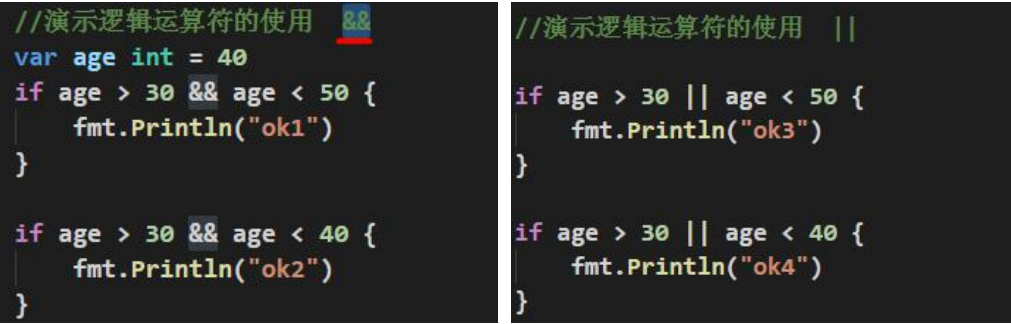 //演示逻辑运算符的使用  &&
var age int = 40
if age > 30 && age < 50 {
    fmt.Println("ok1")
}

if age > 30 && age < 40 {
    fmt.Println("ok2")
}
//演示逻辑运算符的使用  ||

if age > 30 || age < 50 {
    fmt.Println("ok3")
}

if age > 30 || age < 40 {
    fmt.Println("ok4")
}